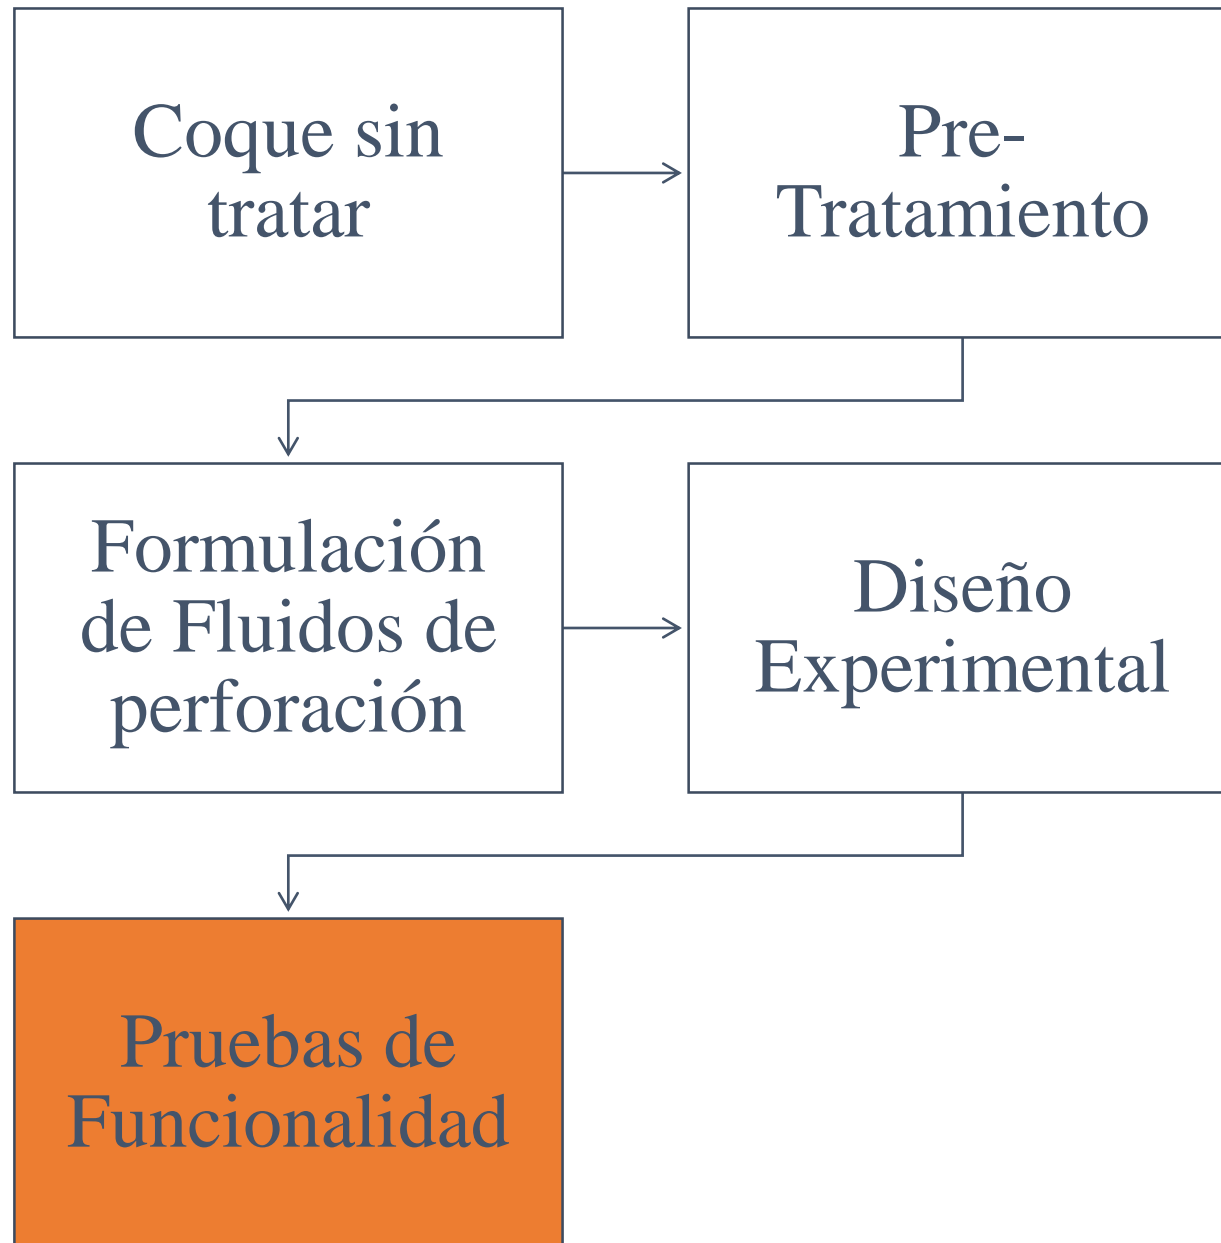 Coque sin
tratar
Pre-
Tratamiento
Formulación
de Fluidos de
perforación
Diseño
Experimental
Pruebas de
Funcionalidad